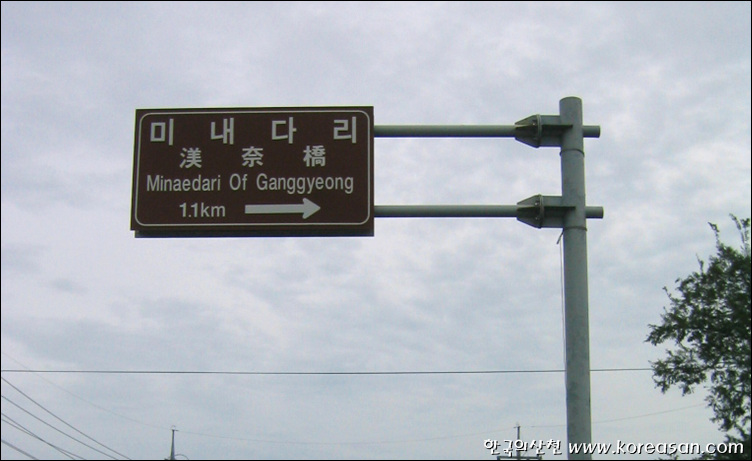 미내다리
渼奈橋
Minaedari Of Ganggyeong
1.1km
한국의산천 www.koreasan.com